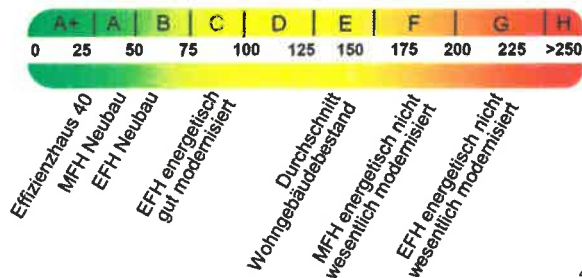 A+ A B C D E F G H
0 25 50 75 100 125 150 175 200 225 >250
Effizienzhaus 40
MFH Neubau
EFH Neubau
EFH energetisch
gut modernisiert
Durchschnitt
Wohngebäudebestand
MFH energetisch nicht
wesentlich modernisiert
EFH energetisch nicht
wesentlich modernisiert